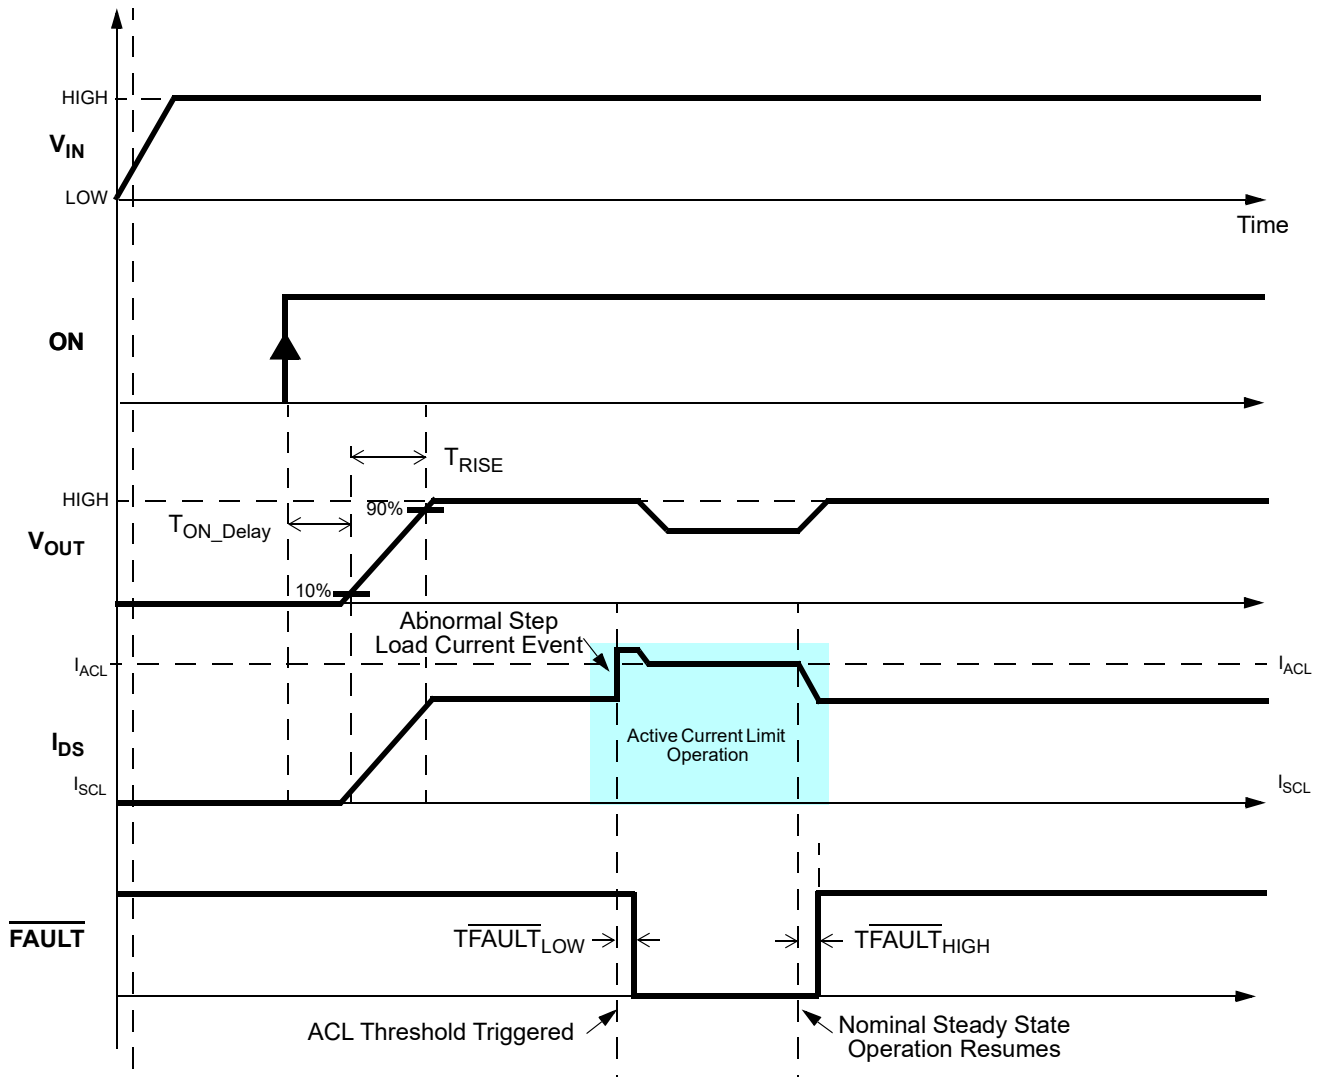 HIGH
VIN
LOW
Time
ON
TRISE
HIGH
90%
TON_Delay
VOUT
10%
Abnormal Step
Load Current Event
IACL
IACL
Active Current Limit
Operation
IDS
ISCL
ISCL
FAULT
TFAULTLOW
TFAULTHIGH
ACL Threshold Triggered
Nominal Steady State
Operation Resumes